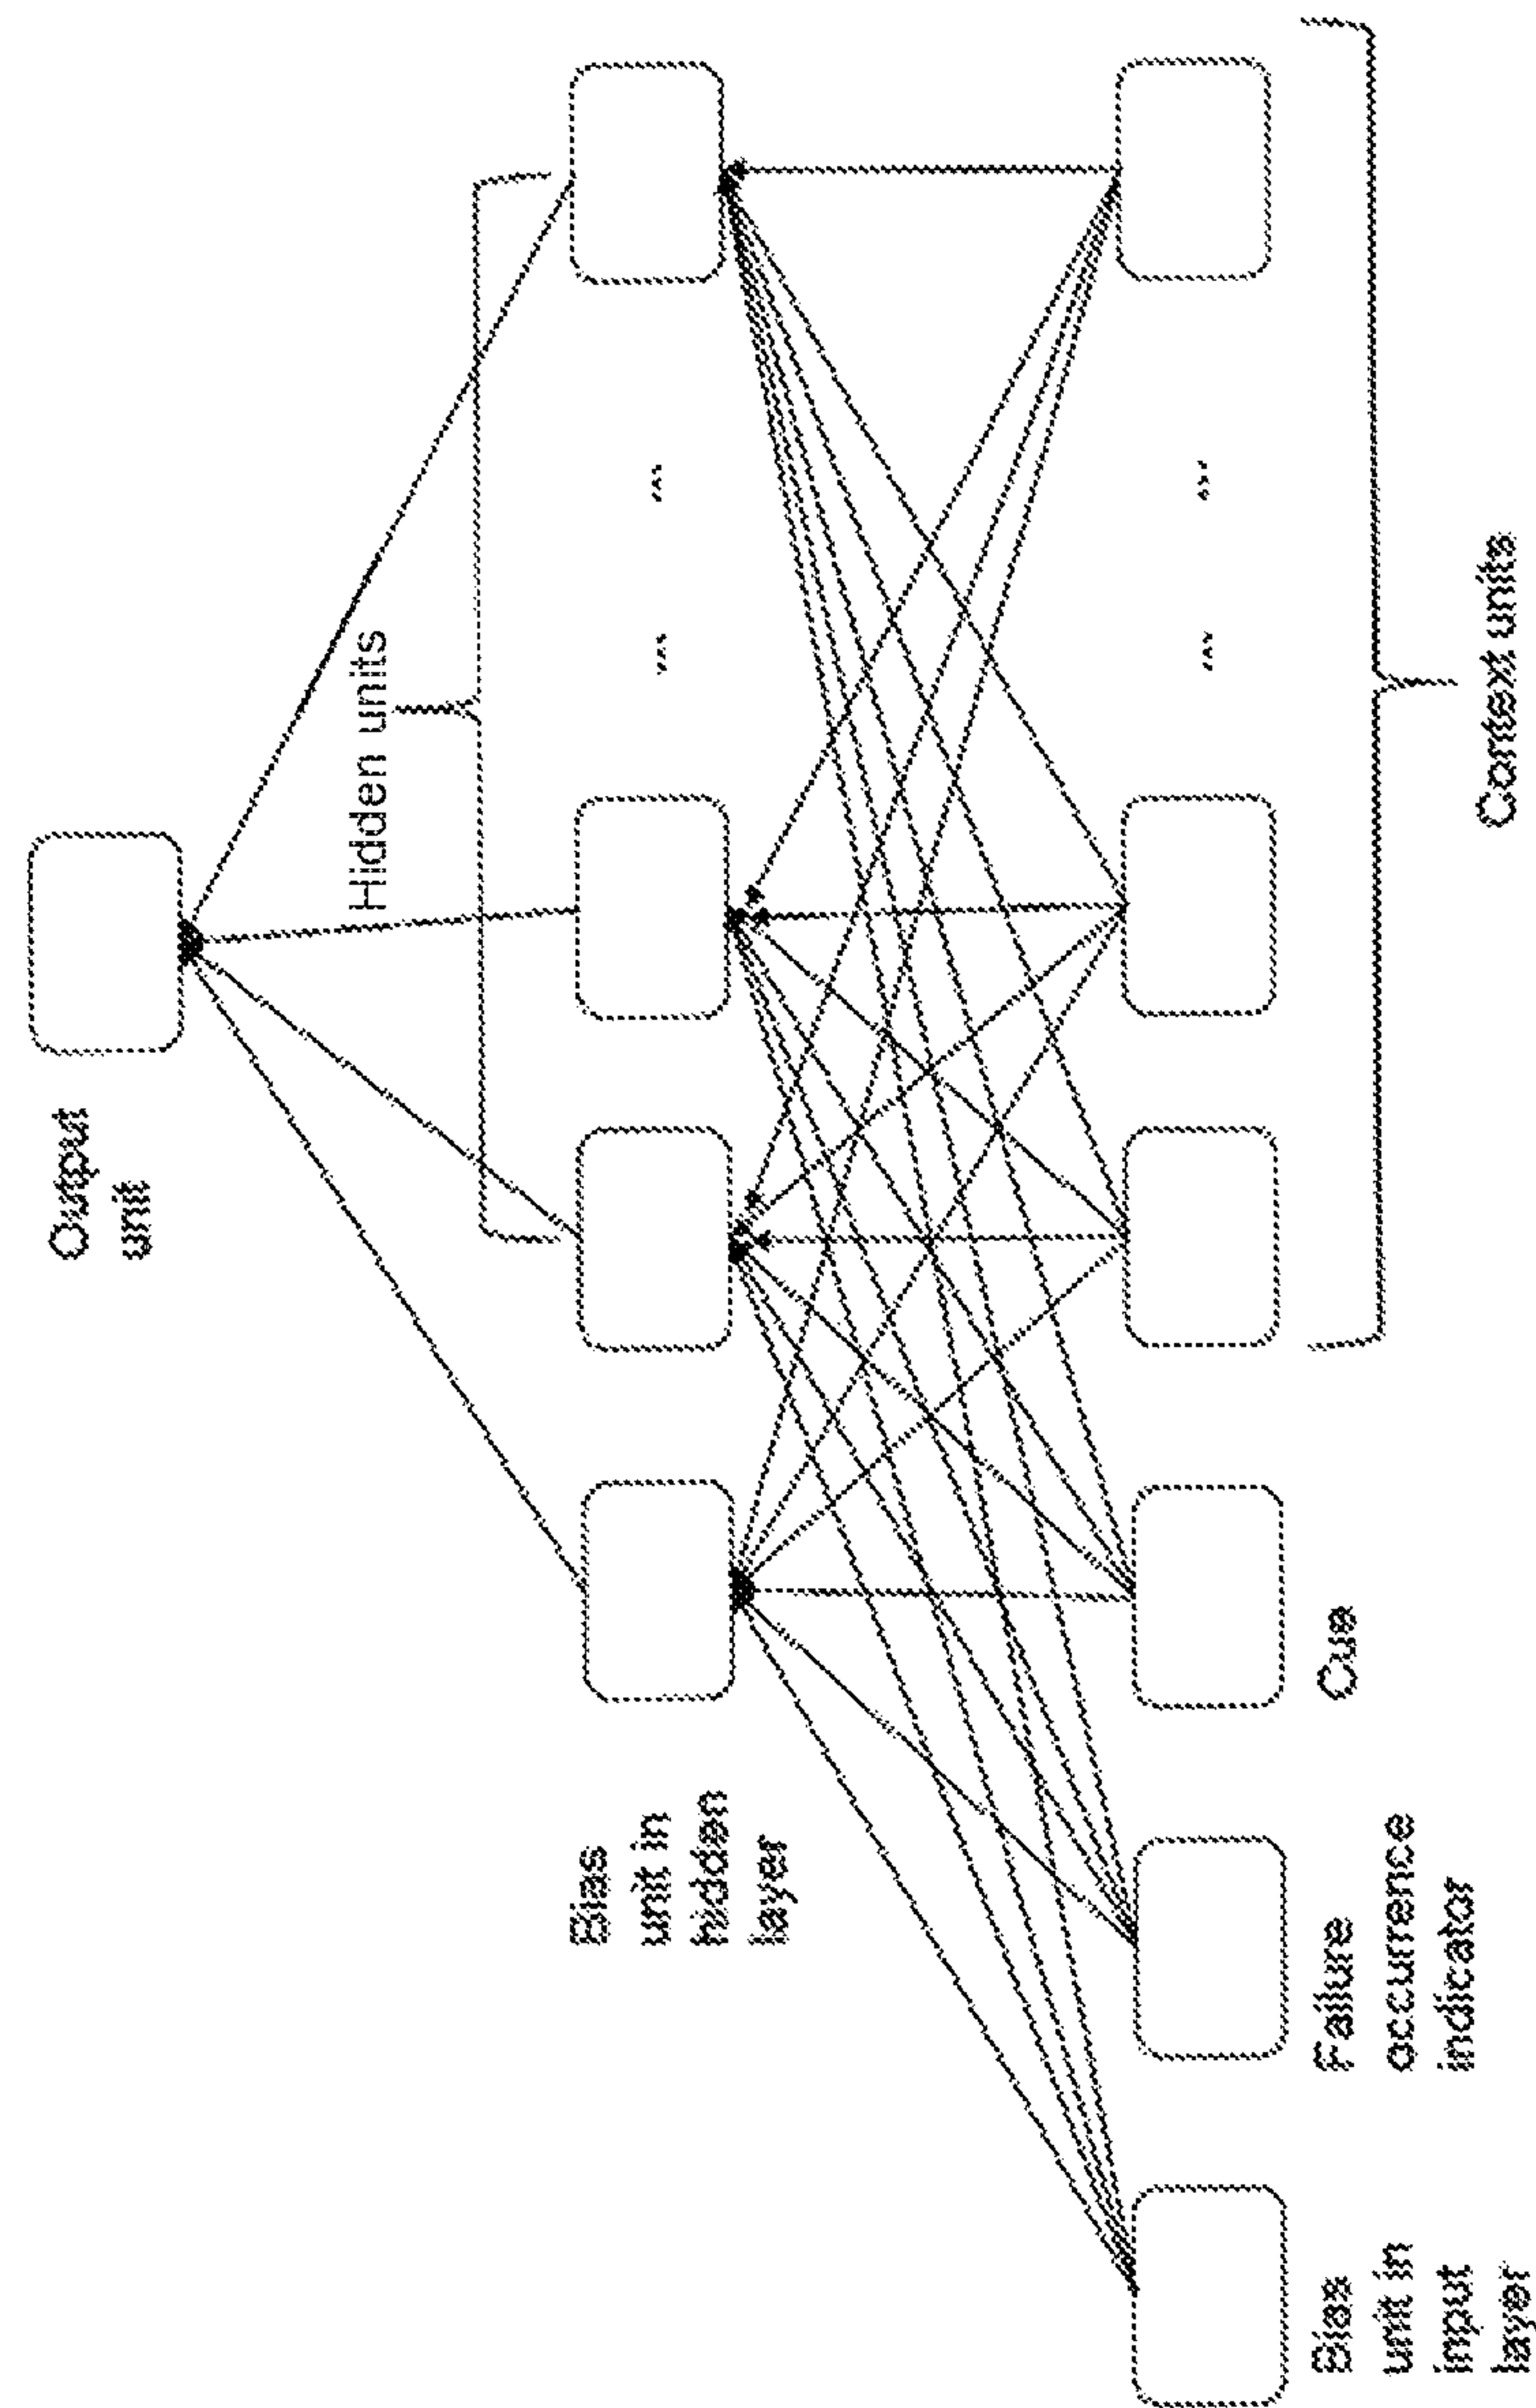 Output
unit
Hidden units
Bias
unit in
hidden
layer
Bias
unit in
input
layer
Failure
occurrence
indicator
Cue
Context units